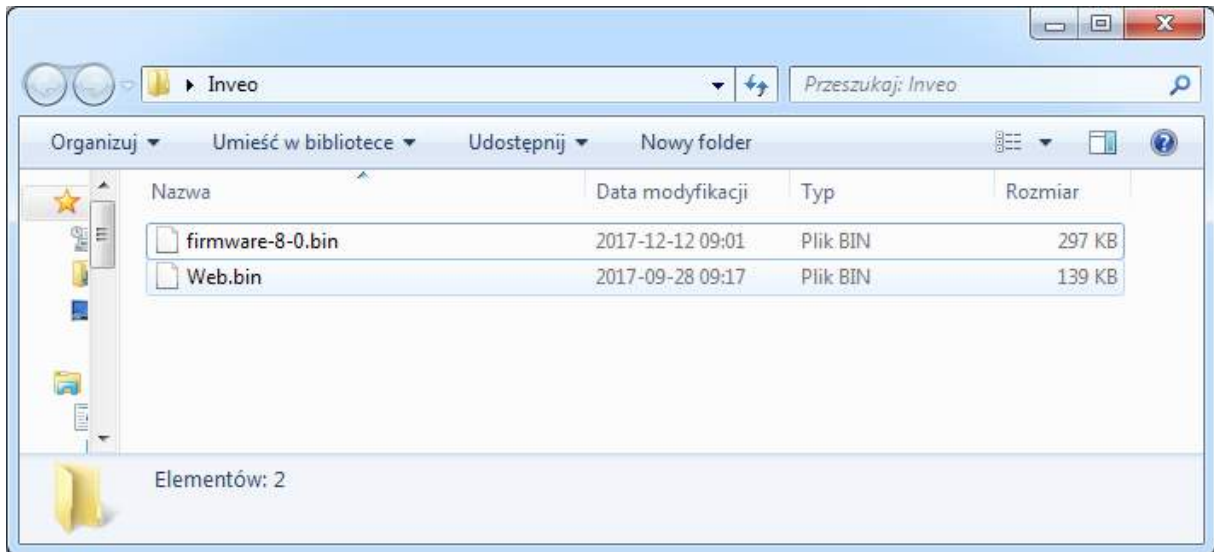 Inveo
Przeszukaj: Inveo
Organizuj Umieść w bibliotece Udostępnij Nowy folder
Nazwa Data modyfikacji Typ Rozmiar
firmware-8-0.bin 2017-12-12 09:01 Plik BIN 297 KB
Web.bin 2017-09-28 09:17 Plik BIN 139 KB
Elementów: 2